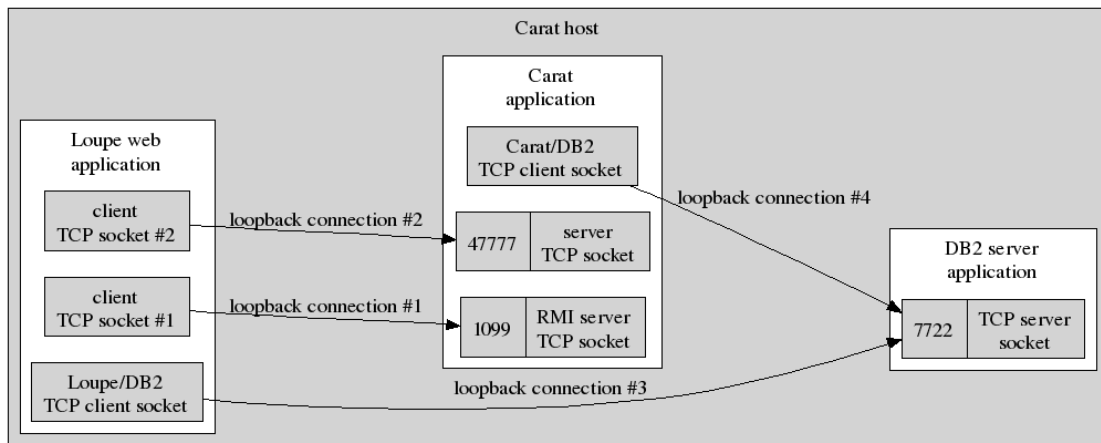 Carat host
Loupe web
application
client
TCP socket #2
client
TCP socket #1
Loupe/DB2
TCP client socket
loopback connection #2
loopback connection #1
loopback connection #3
Carat
application
Carat/DB2
TCP client socket
47777
server
TCP socket
1099
RMI server
TCP socket
loopback connection #4
DB2 server
application
7722
TCP server
socket